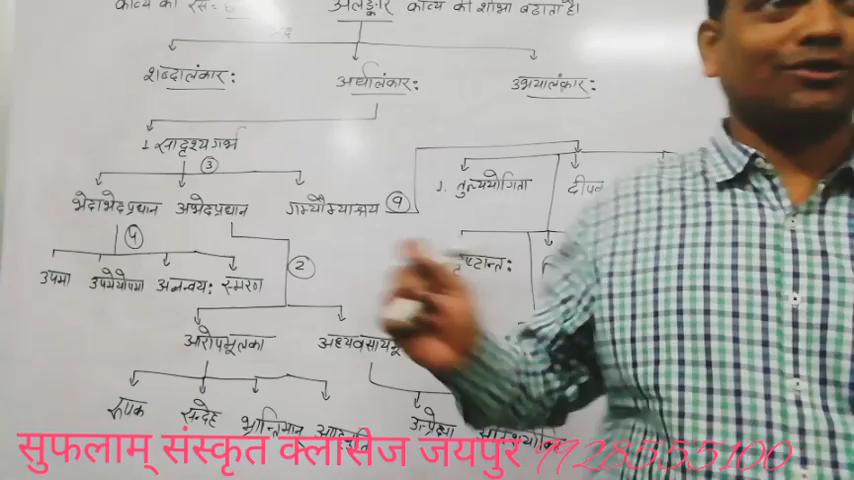 काव्य का रस: अलङ्कार काव्य की शोभा बढाता है।
शब्दालंकार: अर्थालंकार: उभयालंकार:
1 सादृश्यगर्भ
③
भेदाभेदप्रधान अभेदप्रधान गम्यौपम्याश्रय ⑨ 1. तुल्ययोगिता दीपक
④
②
उपमा उपमेयोपमा अनन्वय: स्मरण
आरोपमूलका अध्यवसायमू
रूपक सन्देह भ्रान्तिमान् उत्प्रेक्षा
सुफलाम् संस्कृत क्लासेज जयपुर 9928555100